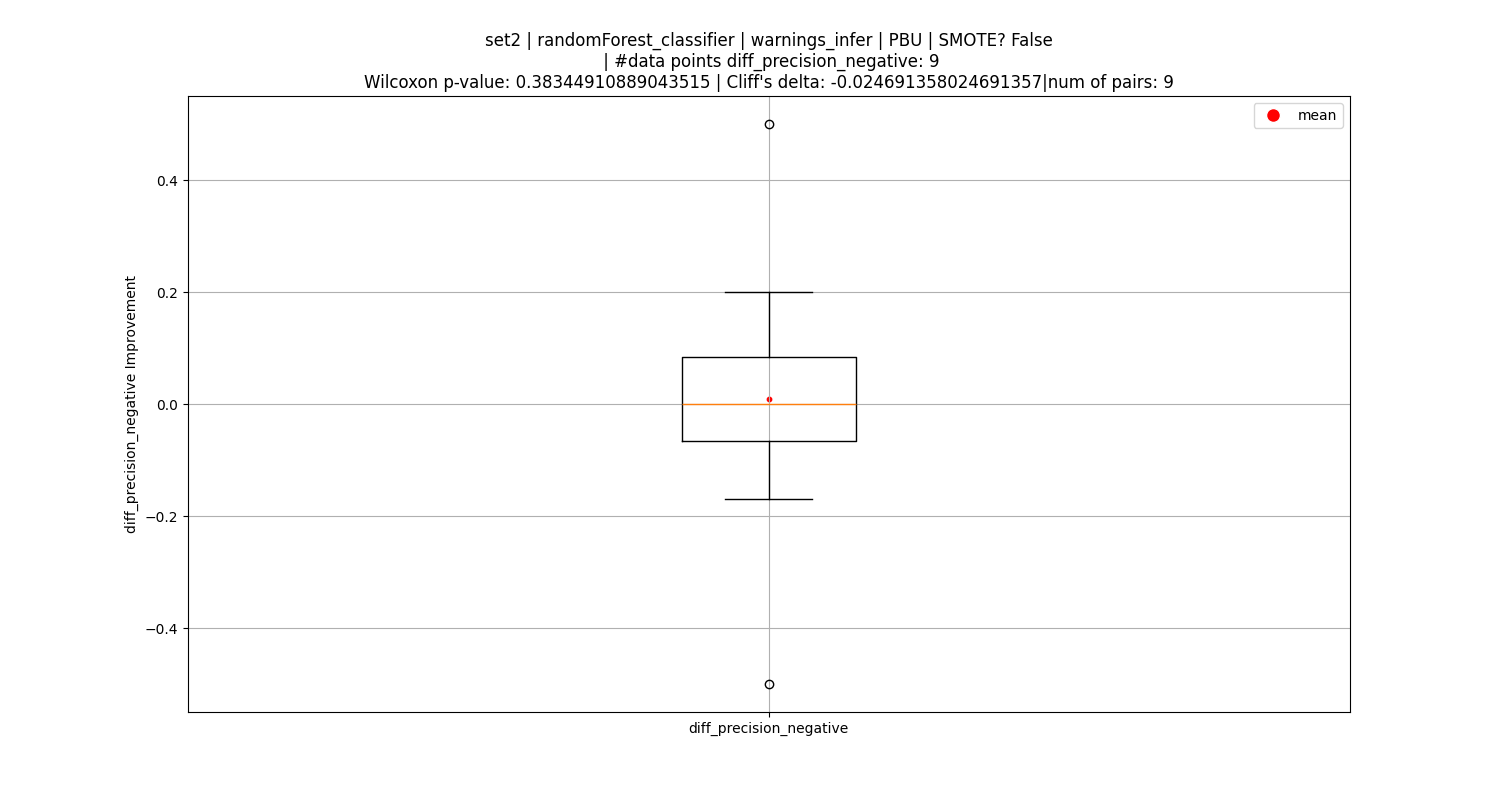 set2 | randomForest_classifier | warnings_infer | PBU | SMOTE? False
| #data points diff_precision_negative: 9
Wilcoxon p-value: 0.38344910889043515 | Cliff's delta: -0.024691358024691357|num of pairs: 9
mean
0.4
0.2
0.0
−0.2
−0.4
diff_precision_negative Improvement
diff_precision_negative